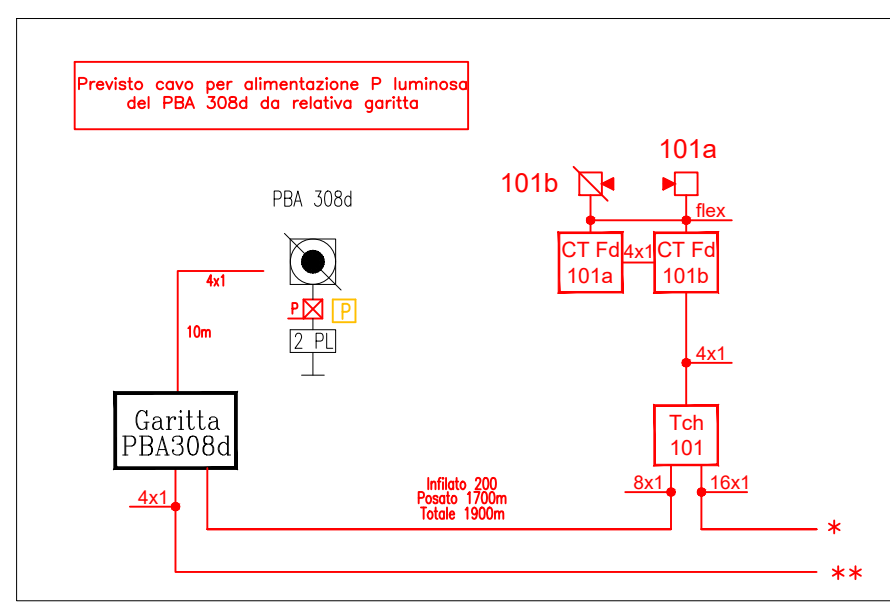 Previsto cavo per alimentazione P luminosa
del PBA 308d da relativa garitta
101a
101b
PBA 308d
flex
CT Fd
101a
4x1
CT Fd
101b
4x1
P
P
10m
2 PL
4x1
Garitta
PBA308d
Tch
101
Infilato 200
Posato 1700m
Totale 1900m
8x1
16x1
4x1
*
**